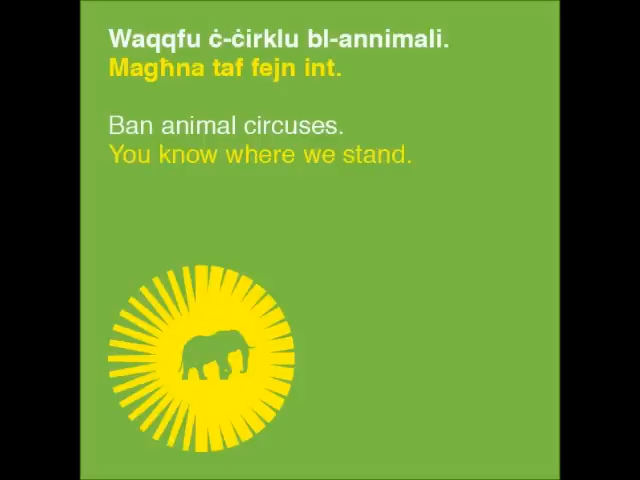 Waqqfu ċ-ċirklu bl-annimali.
Magħna taf fejn int.
Ban animal circuses.
You know where we stand.